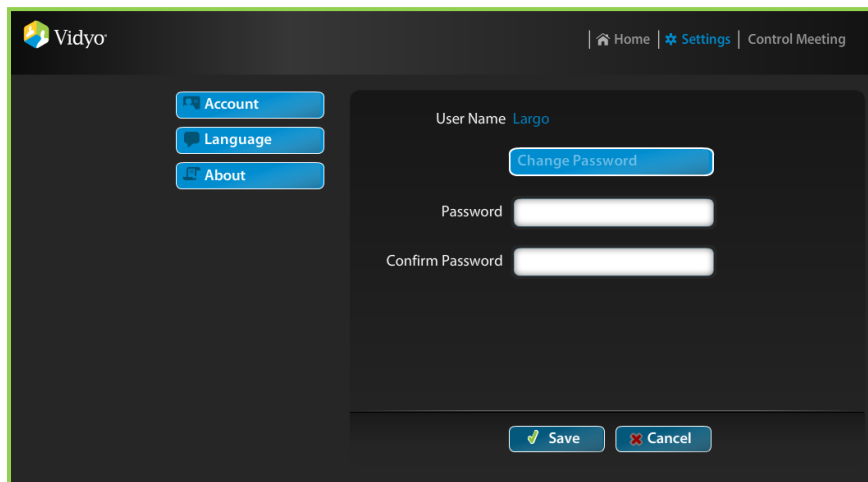 Vidyo
Home
Settings
Control Meeting
Account
Language
About
User Name Largo
Change Password
Password
Confirm Password
Save
Cancel